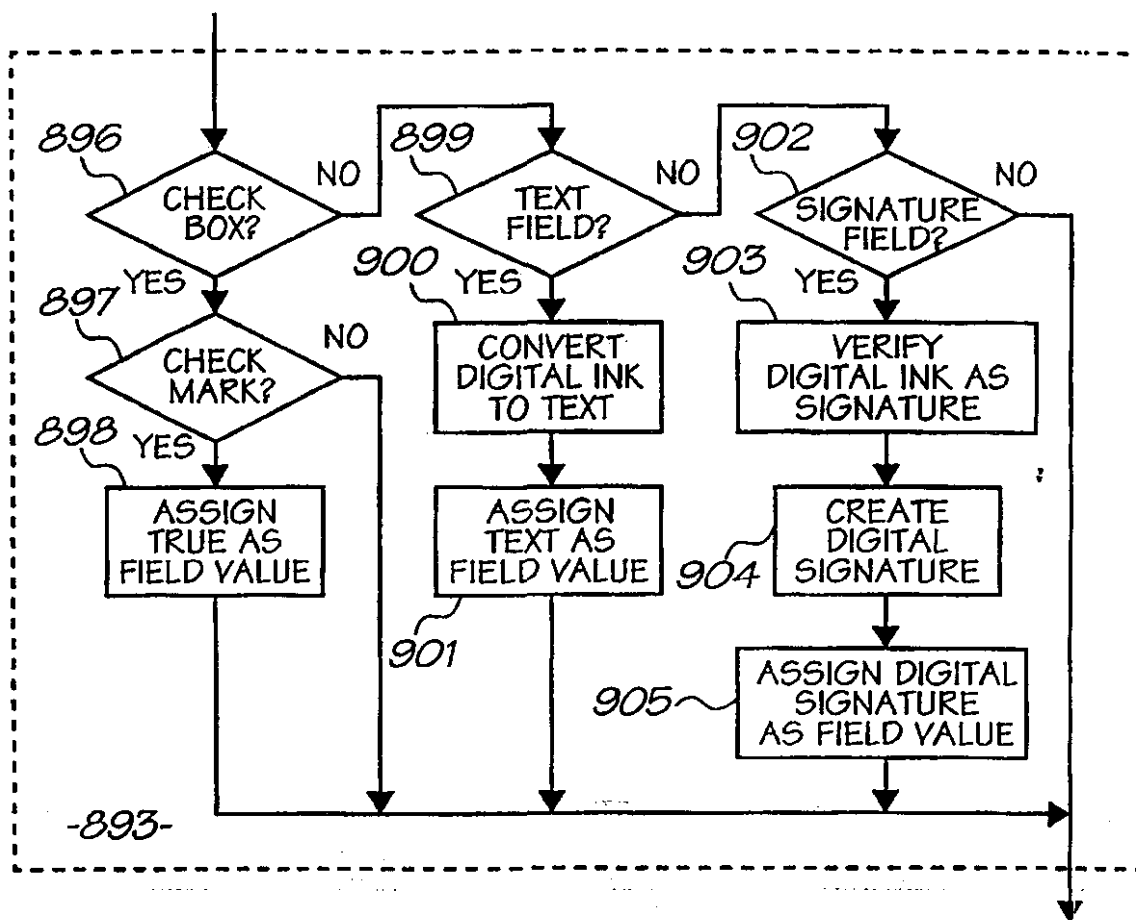 896
CHECK
BOX?
NO
YES
897
CHECK
MARK?
NO
YES
898
ASSIGN
TRUE AS
FIELD VALUE
899
TEXT
FIELD?
NO
YES
900
CONVERT
DIGITAL INK
TO TEXT
ASSIGN
TEXT AS
FIELD VALUE
901
902
SIGNATURE
FIELD?
NO
YES
903
VERIFY
DIGITAL INK AS
SIGNATURE
CREATE
DIGITAL
SIGNATURE
904
ASSIGN DIGITAL
SIGNATURE
AS FIELD VALUE
905
-893-